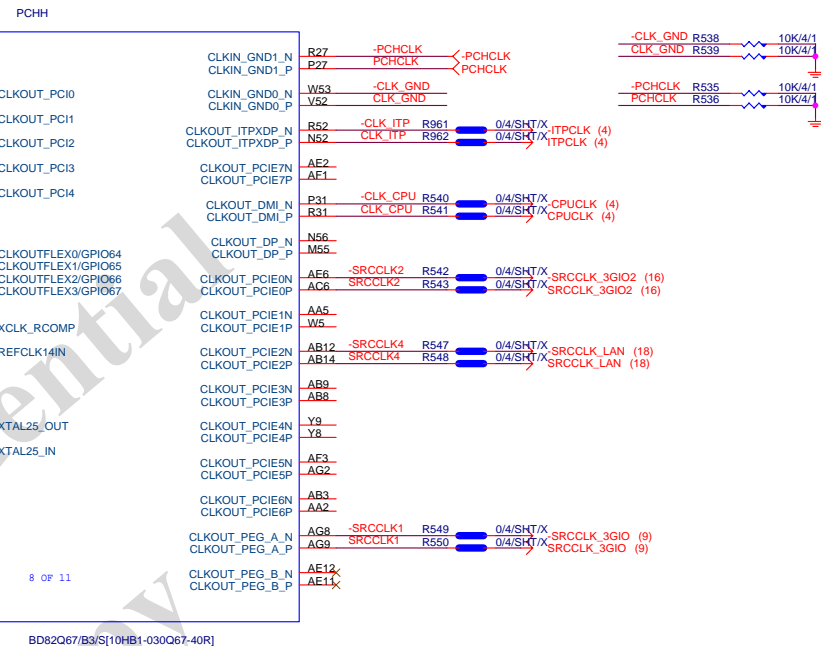 PCHH
CLKIN_GND1_N R27 -PCHCLK -PCHCLK
CLKIN_GND1_P P27 PCHCLK PCHCLK
-CLK_GND R538 10K/4/1
CLK_GND R539 10K/4/1
CLKOUT_PCI0
CLKIN_GND0_N W53 -CLK_GND
CLKIN_GND0_P V52 CLK_GND
-PCHCLK R535 10K/4/1
PCHCLK R536 10K/4/1
CLKOUT_PCI1
CLKOUT_ITPXDP_N R52 -CLK_ITP R961 0/4/SHT/X -ITPCLK (4)
CLKOUT_PCI2
CLKOUT_ITPXDP_P N52 CLK_ITP R962 0/4/SHT/X ITPCLK (4)
CLKOUT_PCI3
CLKOUT_PCIE7N AE2
CLKOUT_PCIE7P AF1
CLKOUT_PCI4
CLKOUT_DMI_N P31 -CLK_CPU R540 0/4/SHT/X -CPUCLK (4)
CLKOUT_DMI_P R31 CLK_CPU R541 0/4/SHT/X CPUCLK (4)
CLKOUT_DP_N N56
CLKOUT_DP_P M55
CLKOUTFLEX0/GPIO64
CLKOUTFLEX1/GPIO65
CLKOUTFLEX2/GPIO66
CLKOUTFLEX3/GPIO67
CLKOUT_PCIE0N AE6 -SRCCLK2 R542 0/4/SHT/X -SRCCLK_3GIO2 (16)
CLKOUT_PCIE0P AC6 SRCCLK2 R543 0/4/SHT/X SRCCLK_3GIO2 (16)
CLKOUT_PCIE1N AA5
CLKOUT_PCIE1P W5
XCLK_RCOMP
REFCLK14IN
CLKOUT_PCIE2N AB12 -SRCCLK4 R547 0/4/SHT/X -SRCCLK_LAN (18)
CLKOUT_PCIE2P AB14 SRCCLK4 R548 0/4/SHT/X SRCCLK_LAN (18)
CLKOUT_PCIE3N AB9
CLKOUT_PCIE3P AB8
XTAL25_OUT
CLKOUT_PCIE4N Y9
CLKOUT_PCIE4P Y8
XTAL25_IN
CLKOUT_PCIE5N AF3
CLKOUT_PCIE5P AG2
CLKOUT_PCIE6N AB3
CLKOUT_PCIE6P AA2
CLKOUT_PEG_A_N AG8 -SRCCLK1 R549 0/4/SHT/X -SRCCLK_3GIO (9)
CLKOUT_PEG_A_P AG9 SRCCLK1 R550 0/4/SHT/X SRCCLK_3GIO (9)
8 OF 11
CLKOUT_PEG_B_N AE12
CLKOUT_PEG_B_P AE11
BD82Q67/B3/S[10HB1-030Q67-40R]